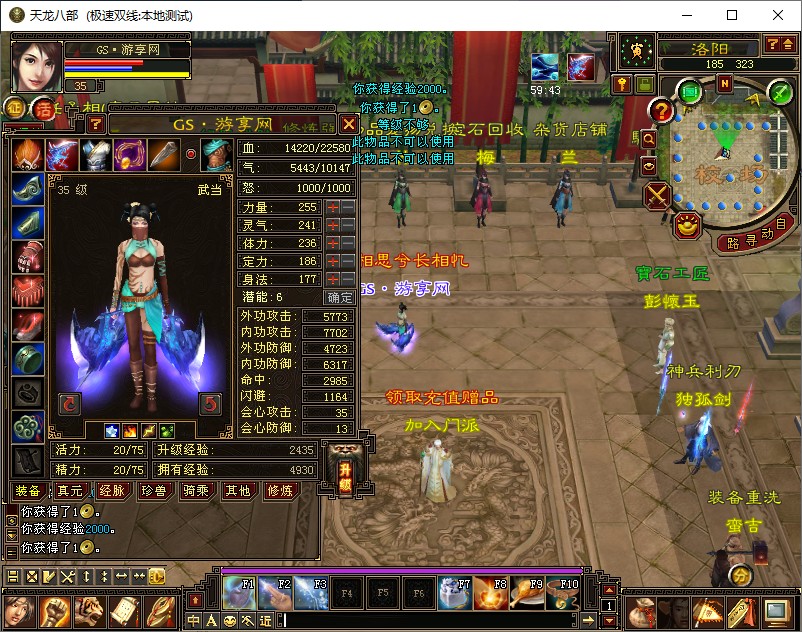 天龙八部 (极速双线:本地测试)
GS·游享网
35
征
活
59:43
洛阳
185 323
N
自动寻路
你获得经验2000。
你获得了1。
等级不够
此物品不可以使用
此物品不可以使用
定石回收 杂货店铺
梅
兰
GS·游享网
35 级
武当
血: 14220/22580
气: 5443/10147
怒: 1000/1000
力量: 255
灵气: 241
体力: 236
定力: 186
身法: 177
潜能:6
确定
外功攻击: 5773
内功攻击: 7702
外功防御: 4723
内功防御: 6317
命中: 2985
闪避: 1164
会心攻击: 35
会心防御: 13
活力: 20/75
升级经验: 2435
精力: 20/75
拥有经验: 4930
升级
装备 真元 经脉 珍兽 骑乘 其他 修炼
相思兮长相忆
GS·游享网
寶石工匠
彭懷玉
神兵利刃
独孤剑
领取充值赠品
加入门派
装备重洗
蛮吉
你获得了1。
你获得经验2000。
你获得了1。
分
F1 F2 F3 F4 F5 F6 F7 F8 F9 F10
1
中 A 近